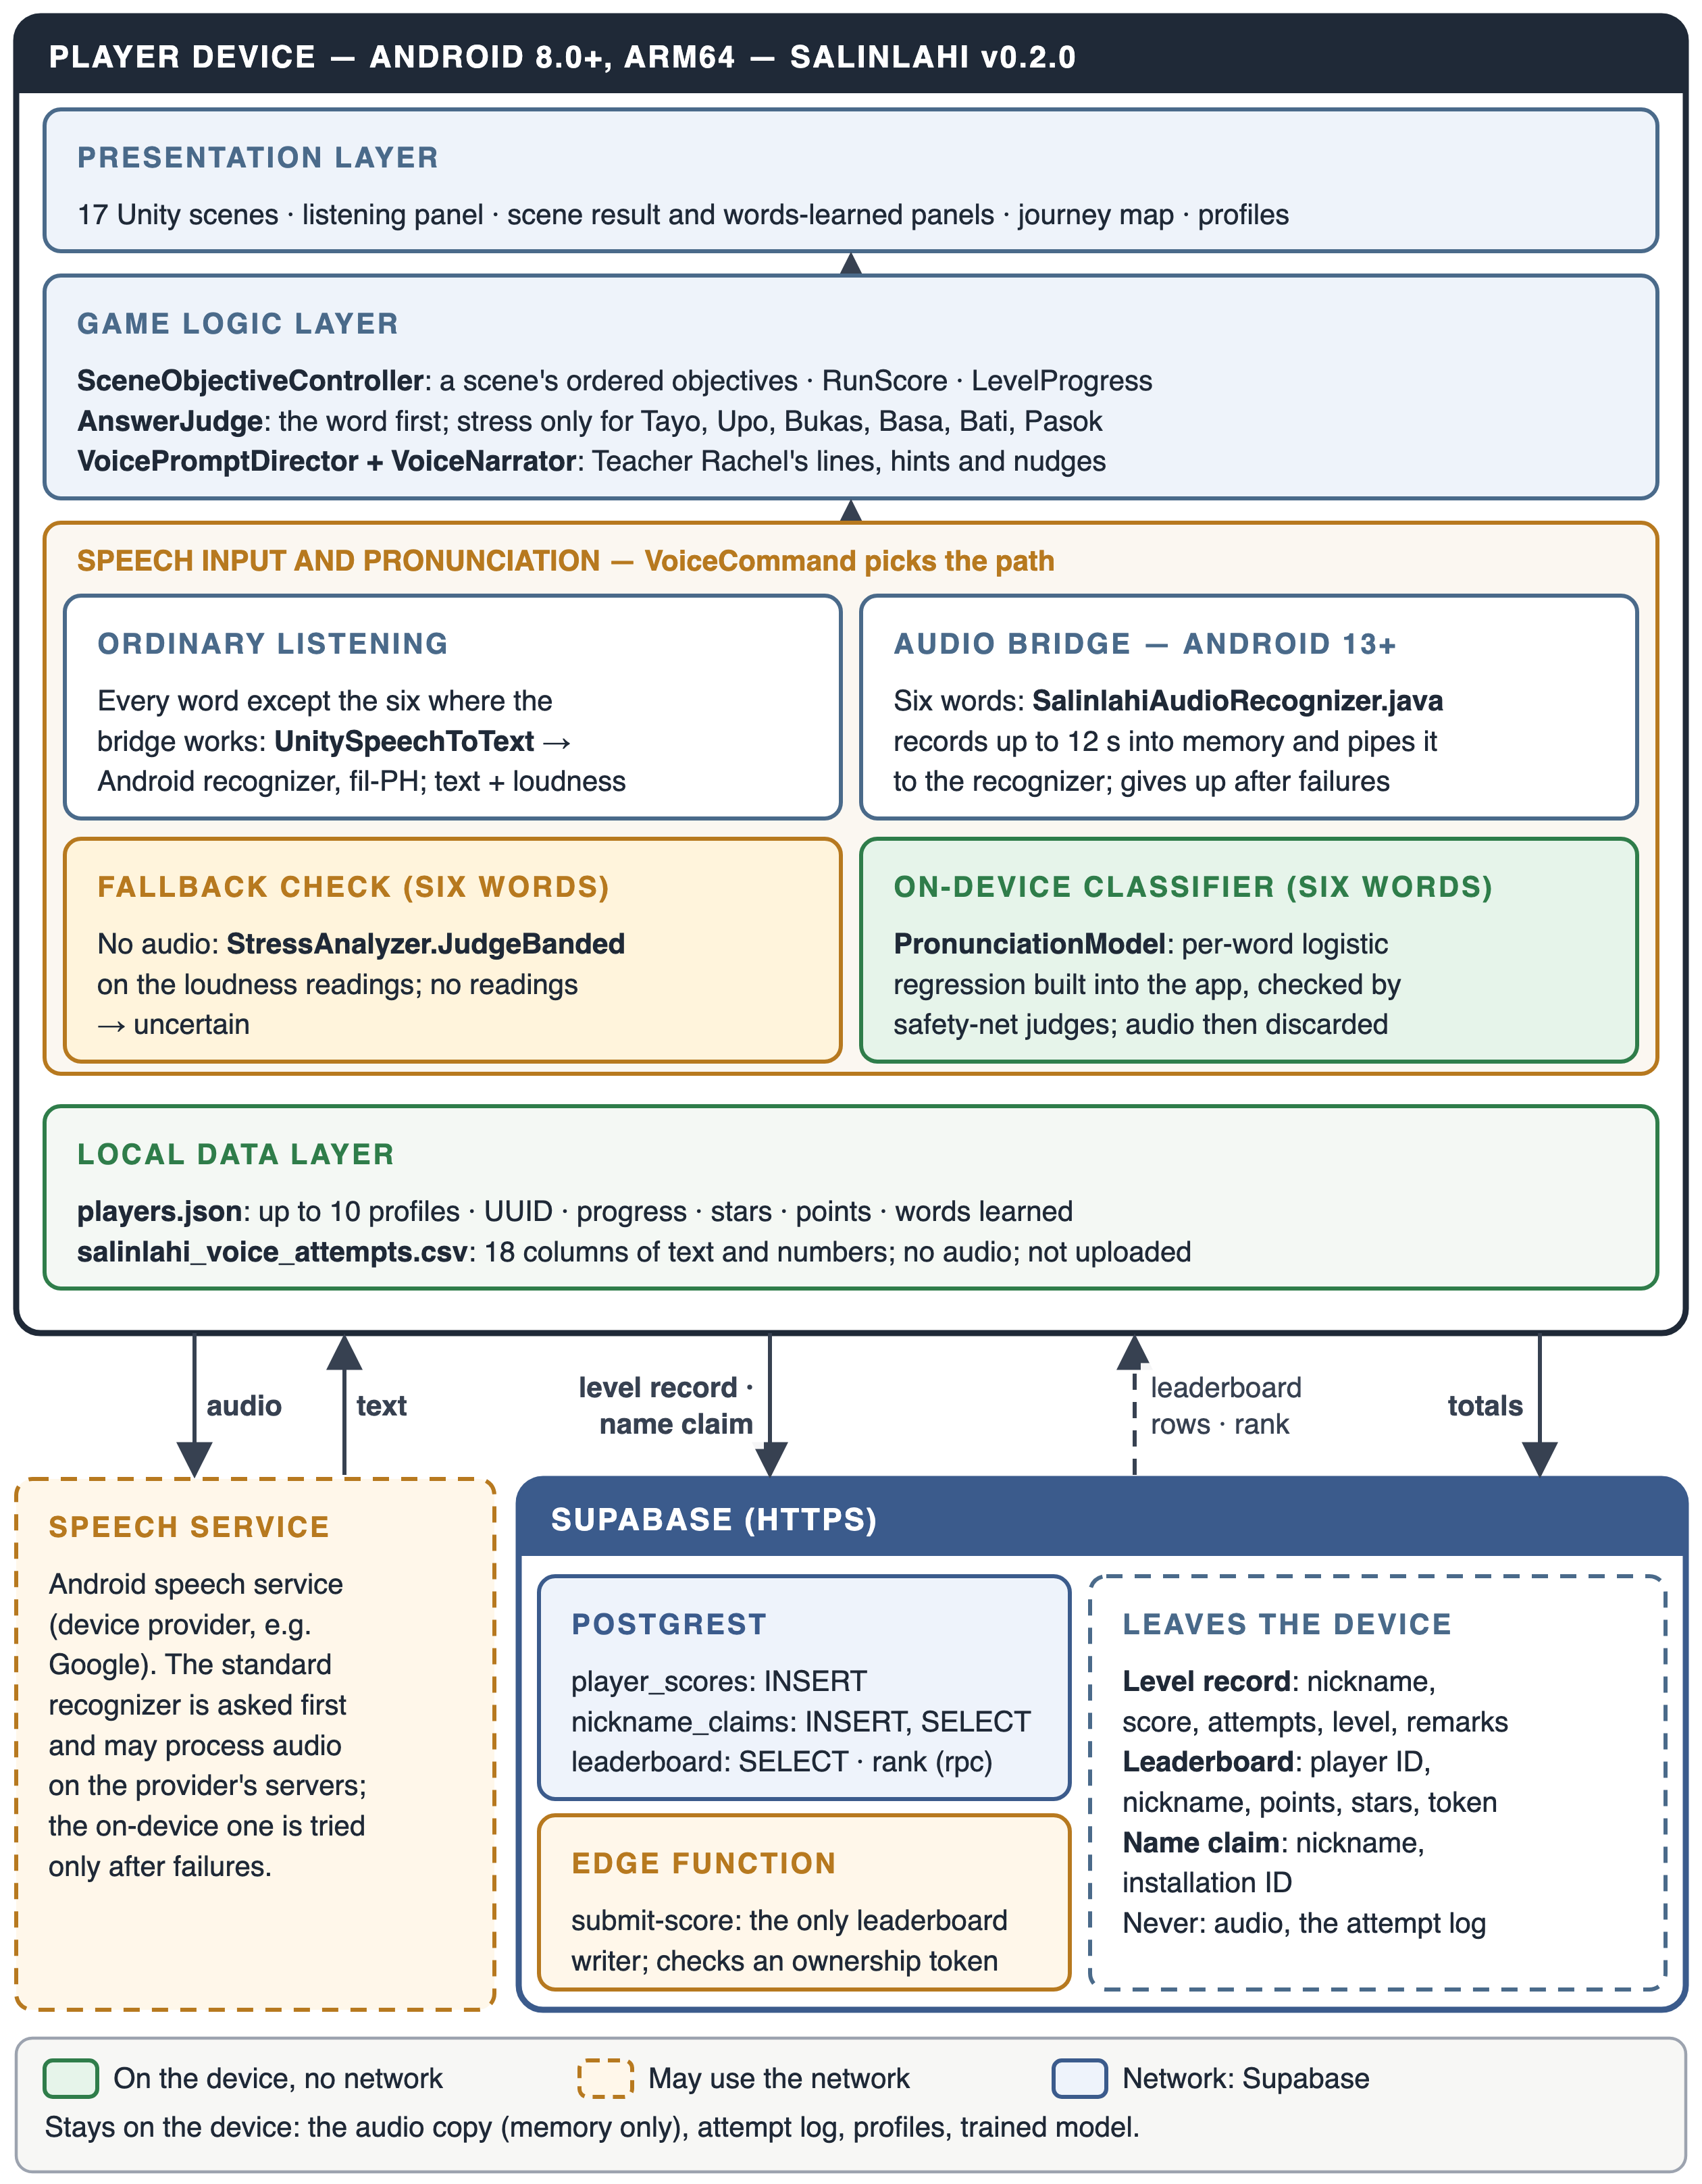 PLAYER DEVICE — ANDROID 8.0+, ARM64 — SALINLAHI v0.2.0
PRESENTATION LAYER
17 Unity scenes · listening panel · scene result and words-learned panels · journey map · profiles
GAME LOGIC LAYER
SceneObjectiveController: a scene's ordered objectives · RunScore · LevelProgress
AnswerJudge: the word first; stress only for Tayo, Upo, Bukas, Basa, Bati, Pasok
VoicePromptDirector + VoiceNarrator: Teacher Rachel's lines, hints and nudges
SPEECH INPUT AND PRONUNCIATION — VoiceCommand picks the path
ORDINARY LISTENING
Every word except the six where the
bridge works: UnitySpeechToText →
Android recognizer, fil-PH; text + loudness
AUDIO BRIDGE — ANDROID 13+
Six words: SalinlahiAudioRecognizer.java
records up to 12 s into memory and pipes it
to the recognizer; gives up after failures
FALLBACK CHECK (SIX WORDS)
No audio: StressAnalyzer.JudgeBanded
on the loudness readings; no readings
→ uncertain
ON-DEVICE CLASSIFIER (SIX WORDS)
PronunciationModel: per-word logistic
regression built into the app, checked by
safety-net judges; audio then discarded
LOCAL DATA LAYER
players.json: up to 10 profiles · UUID · progress · stars · points · words learned
salinlahi_voice_attempts.csv: 18 columns of text and numbers; no audio; not uploaded
audio
text
level record ·
name claim
leaderboard
rows · rank
totals
SPEECH SERVICE
Android speech service
(device provider, e.g.
Google). The standard
recognizer is asked first
and may process audio
on the provider's servers;
the on-device one is tried
only after failures.
SUPABASE (HTTPS)
POSTGREST
player_scores: INSERT
nickname_claims: INSERT, SELECT
leaderboard: SELECT · rank (rpc)
EDGE FUNCTION
submit-score: the only leaderboard
writer; checks an ownership token
LEAVES THE DEVICE
Level record: nickname,
score, attempts, level, remarks
Leaderboard: player ID,
nickname, points, stars, token
Name claim: nickname,
installation ID
Never: audio, the attempt log
On the device, no network
May use the network
Network: Supabase
Stays on the device: the audio copy (memory only), attempt log, profiles, trained model.